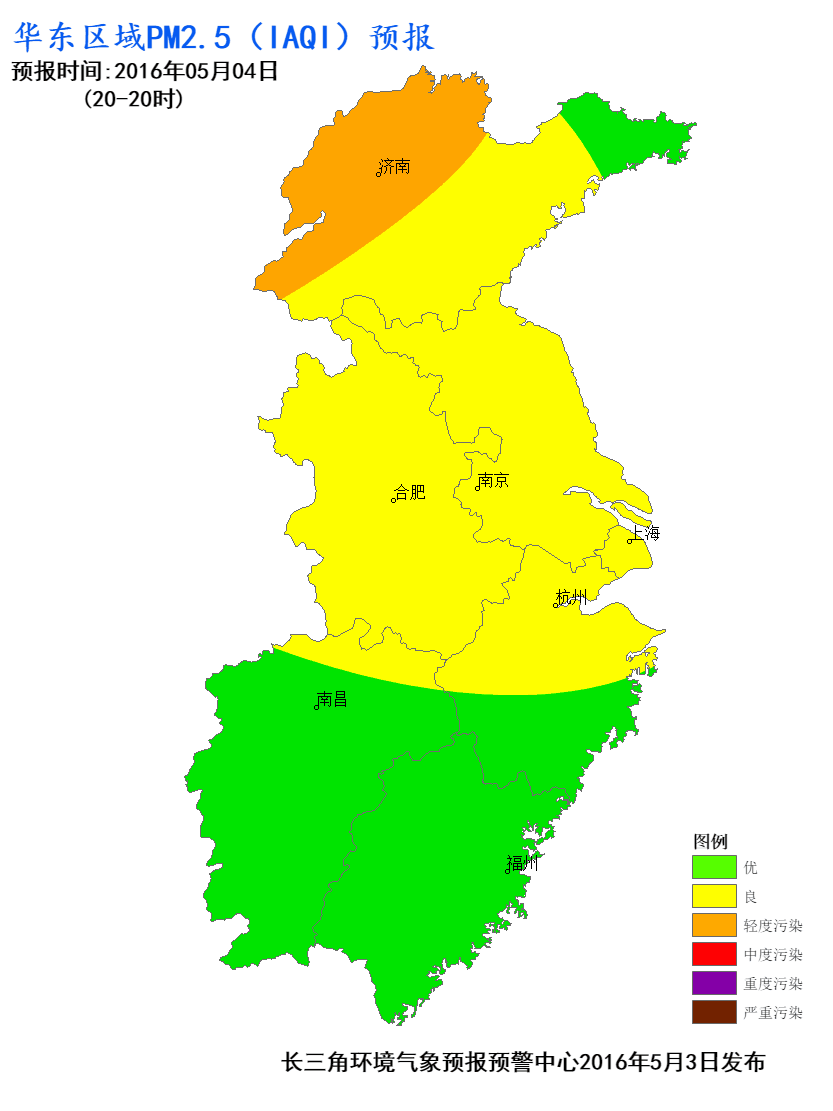 华东区域PM2.5（IAQI）预报
预报时间:2016年05月04日
(20-20时)
济南
南京
合肥
上海
杭州
南昌
福州
图例
优
良
轻度污染
中度污染
重度污染
严重污染
长三角环境气象预报预警中心2016年5月3日发布